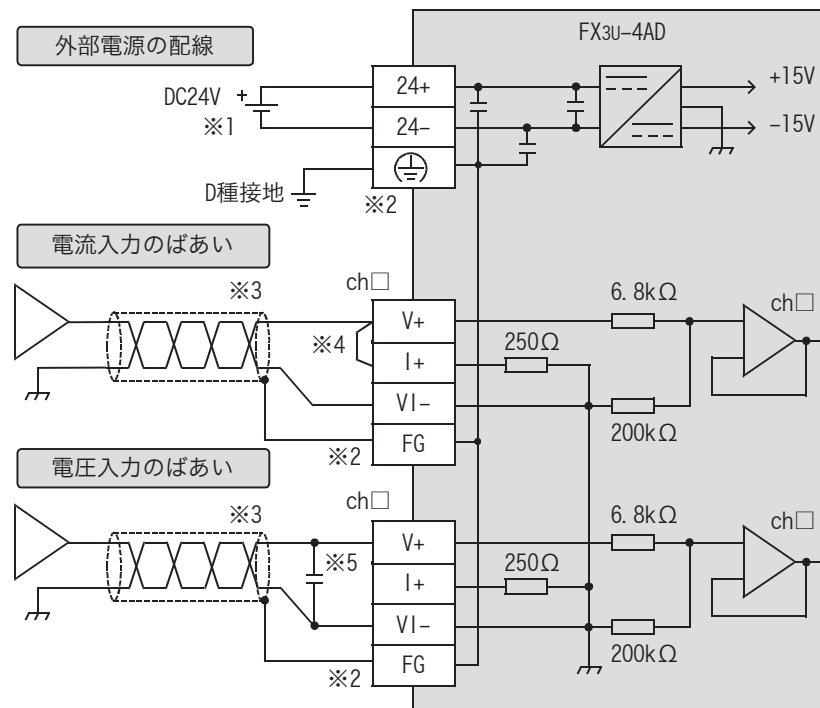 外部電源の配線
FX3U-4AD
DC24V
+
※1
24+
24-
+15V
-15V
D種接地
※2
電流入力のばあい
※3
ch□
※4
V+
I+
VI-
FG
※2
250Ω
6.8kΩ
200kΩ
ch□
電圧入力のばあい
※3
ch□
※5
V+
I+
VI-
FG
※2
250Ω
6.8kΩ
200kΩ
ch□